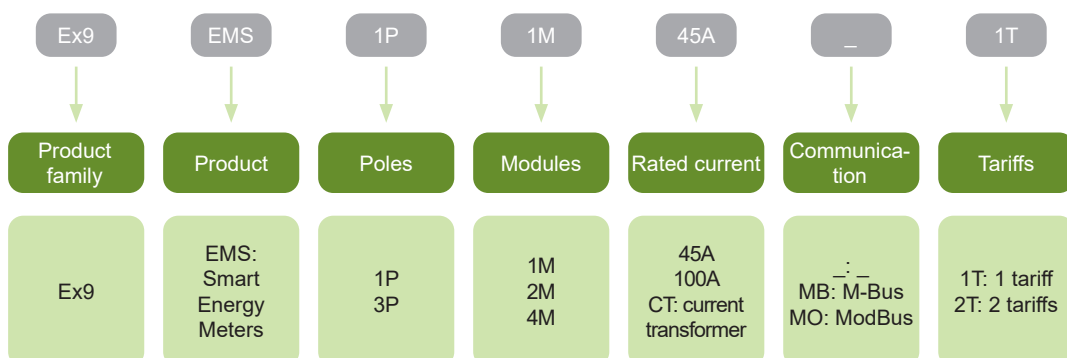 Ex9
EMS
1P
1M
45A
_
1T
Product
family
Product
Poles
Modules
Rated current
Communica-
tion
Tariffs
Ex9
EMS:
Smart
Energy
Meters
1P
3P
1M
2M
4M
45A
100A
CT: current
transformer
_: _
MB: M-Bus
MO: ModBus
1T: 1 tariff
2T: 2 tariffs